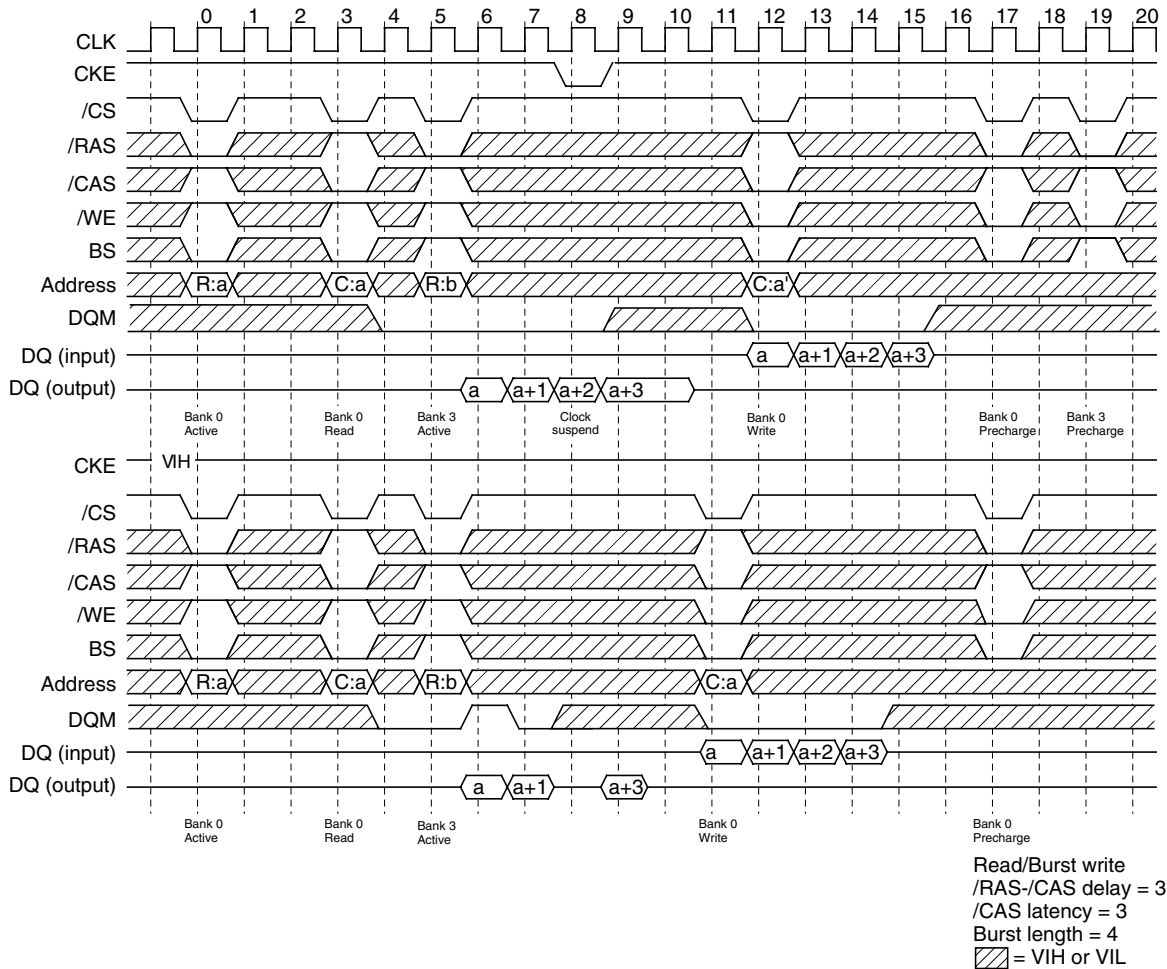 0 1 2 3 4 5 6 7 8 9 10 11 12 13 14 15 16 17 18 19 20
CLK
CKE
/CS
/RAS
/CAS
/WE
BS
Address R:a C:a R:b C:a'
DQM
DQ (input) a a+1 a+2 a+3
DQ (output) a a+1 a+2 a+3
Bank 0 Bank 0 Bank 3 Clock Bank 0 Bank 0 Bank 3
Active Read Active suspend Write Precharge Precharge
CKE VIH
/CS
/RAS
/CAS
/WE
BS
Address R:a C:a R:b C:a
DQM
DQ (input) a a+1 a+2 a+3
DQ (output) a a+1 a+3
Bank 0 Bank 0 Bank 3 Bank 0 Bank 0
Active Read Active Write Precharge
Read/Burst write
/RAS-/CAS delay = 3
/CAS latency = 3
Burst length = 4
= VIH or VIL